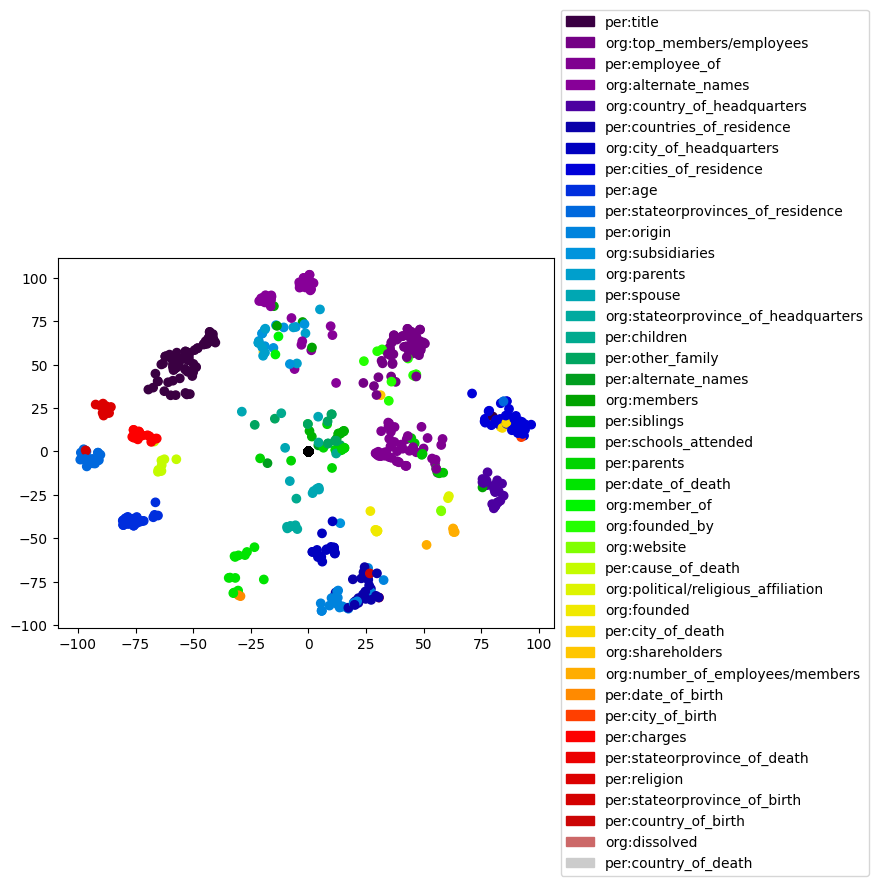 100
75
50
25
0
−25
−50
−75
−100
−100
−75
−50
−25
0
25
50
75
100
per:title
org:top_members/employees
per:employee_of
org:alternate_names
org:country_of_headquarters
per:countries_of_residence
org:city_of_headquarters
per:cities_of_residence
per:age
per:stateorprovinces_of_residence
per:origin
org:subsidiaries
org:parents
per:spouse
org:stateorprovince_of_headquarters
per:children
per:other_family
per:alternate_names
org:members
per:siblings
per:schools_attended
per:parents
per:date_of_death
org:member_of
org:founded_by
org:website
per:cause_of_death
org:political/religious_affiliation
org:founded
per:city_of_death
org:shareholders
org:number_of_employees/members
per:date_of_birth
per:city_of_birth
per:charges
per:stateorprovince_of_death
per:religion
per:stateorprovince_of_birth
per:country_of_birth
org:dissolved
per:country_of_death